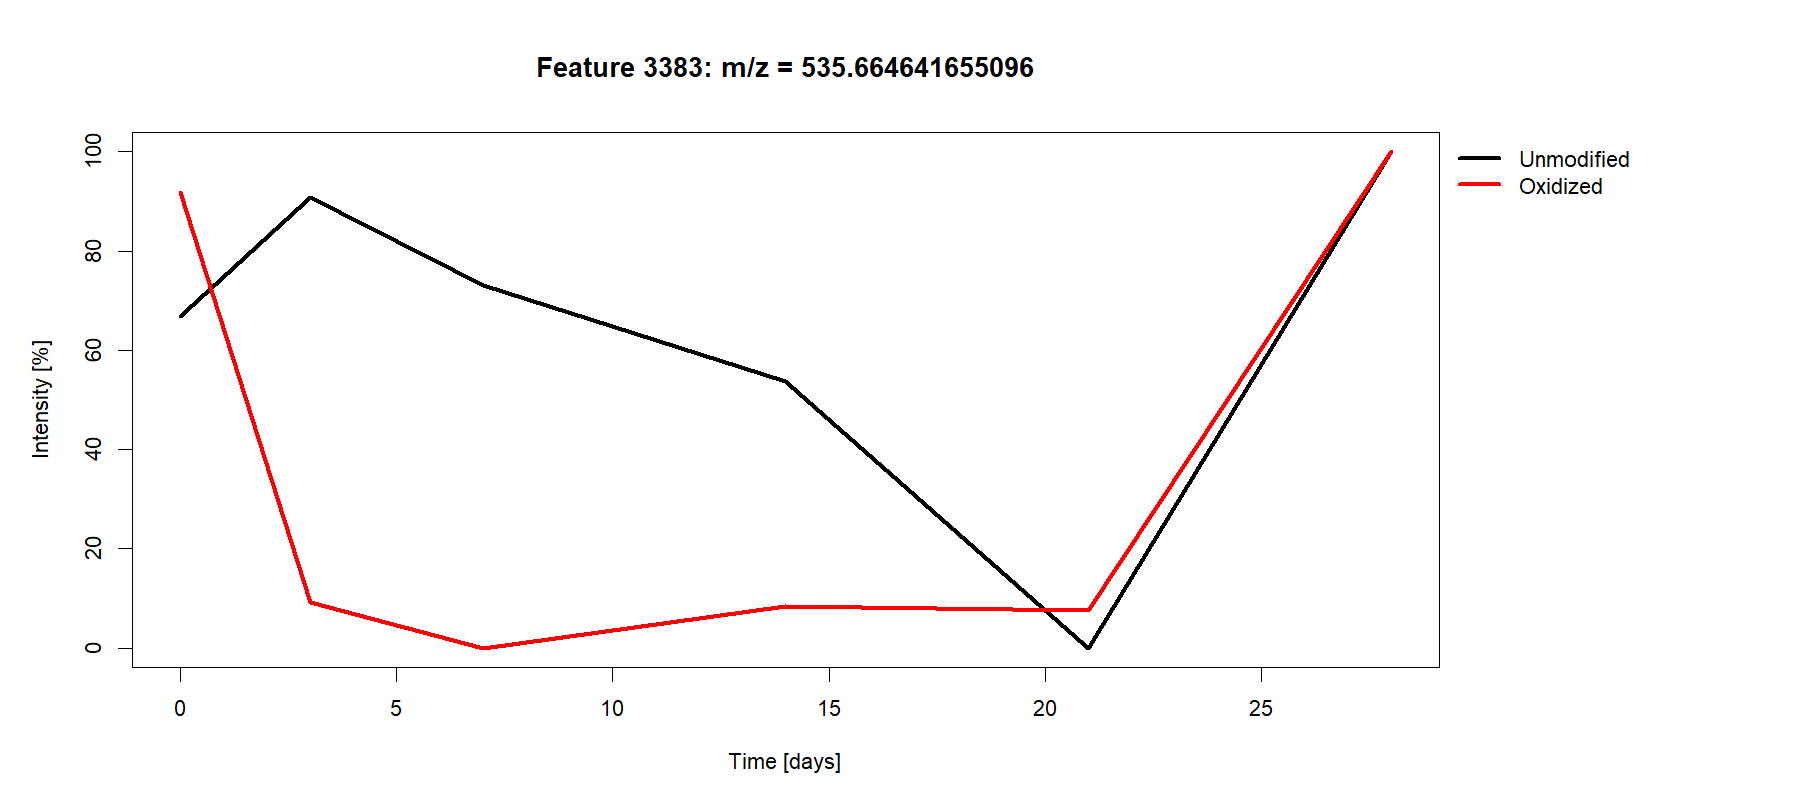 Feature 3383: m/z = 535.664641655096
100
80
60
40
20
0
Intensity [%]
Unmodified
Oxidized
0 5 10 15 20 25
Time [days]